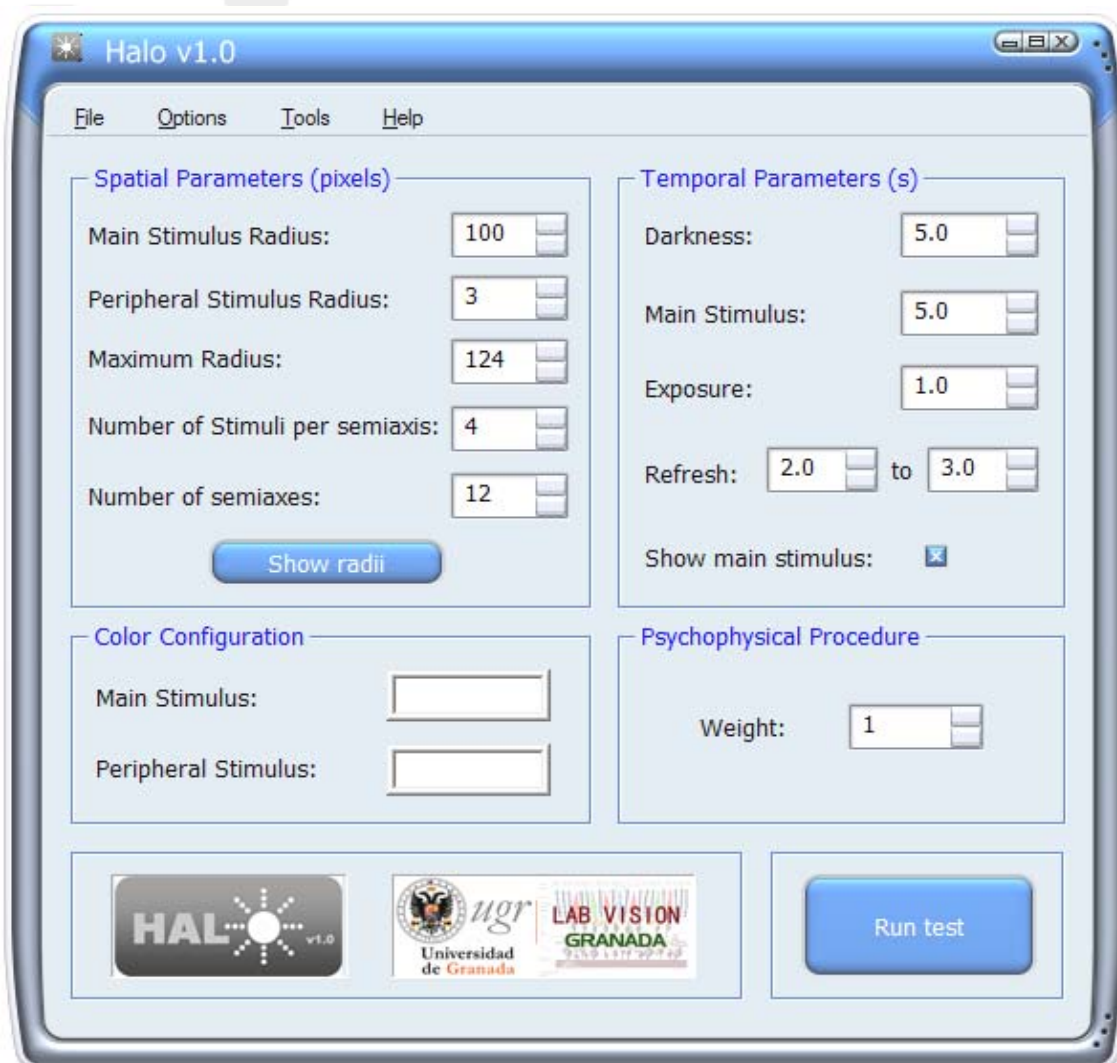 Halo v1.0
File Options Tools Help
Spatial Parameters (pixels)
Main Stimulus Radius: 100
Peripheral Stimulus Radius: 3
Maximum Radius: 124
Number of Stimuli per semiaxis: 4
Number of semiaxes: 12
Show radii
Temporal Parameters (s)
Darkness: 5.0
Main Stimulus: 5.0
Exposure: 1.0
Refresh: 2.0 to 3.0
Show main stimulus: x
Color Configuration
Main Stimulus:
Peripheral Stimulus:
Psychophysical Procedure
Weight: 1
HALO v1.0
ugr
Universidad
de Granada
LAB VISION
GRANADA
Run test